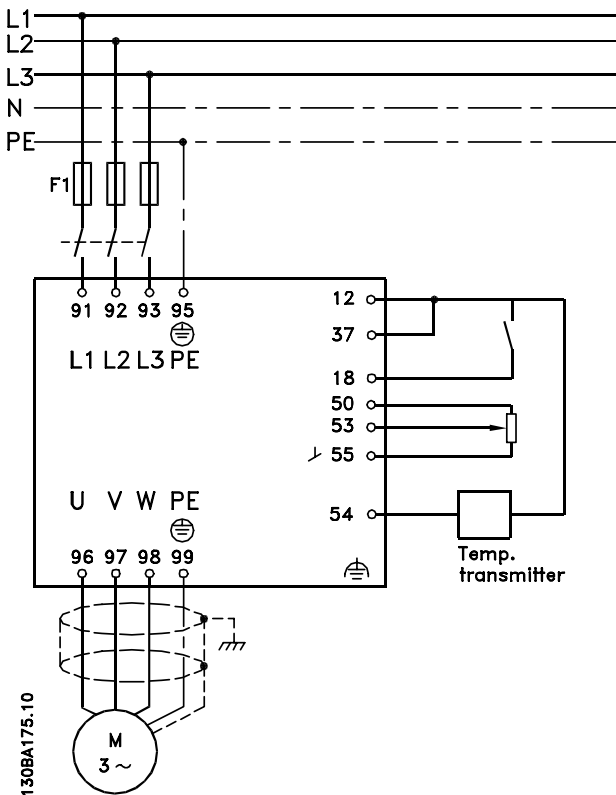 L1
L2
L3
N
PE
F1
91 92 93 95
L1 L2 L3 PE
12
37
18
50
53
55
54
Temp.
transmitter
U V W PE
96 97 98 99
M
3 ~
130BA175.10